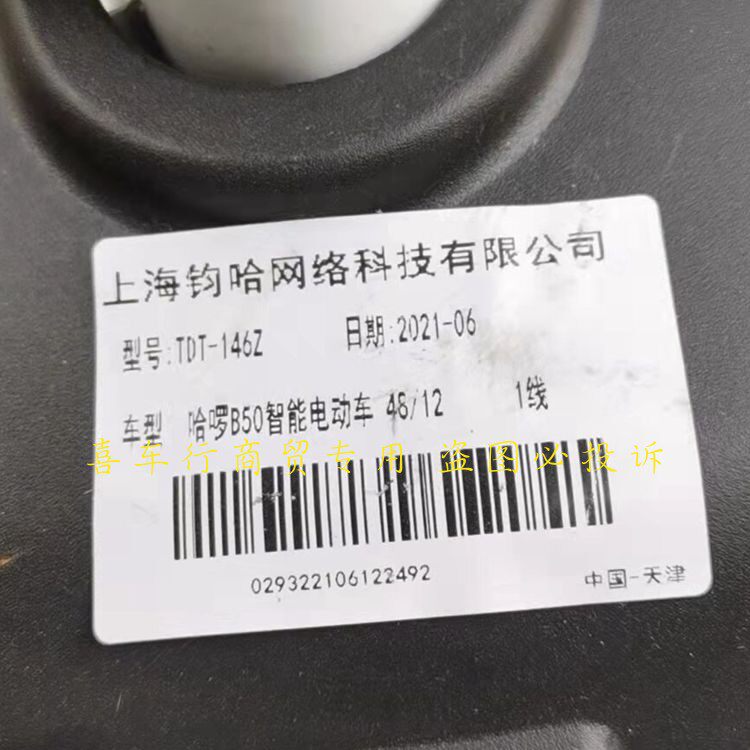 上海钧哈网络科技有限公司
型号:TDT-146Z 日期:2021-06
车型 哈啰B50智能电动车 48/12 1线
喜车行商贸专用 盗图必投诉
029322106122492
中国-天津